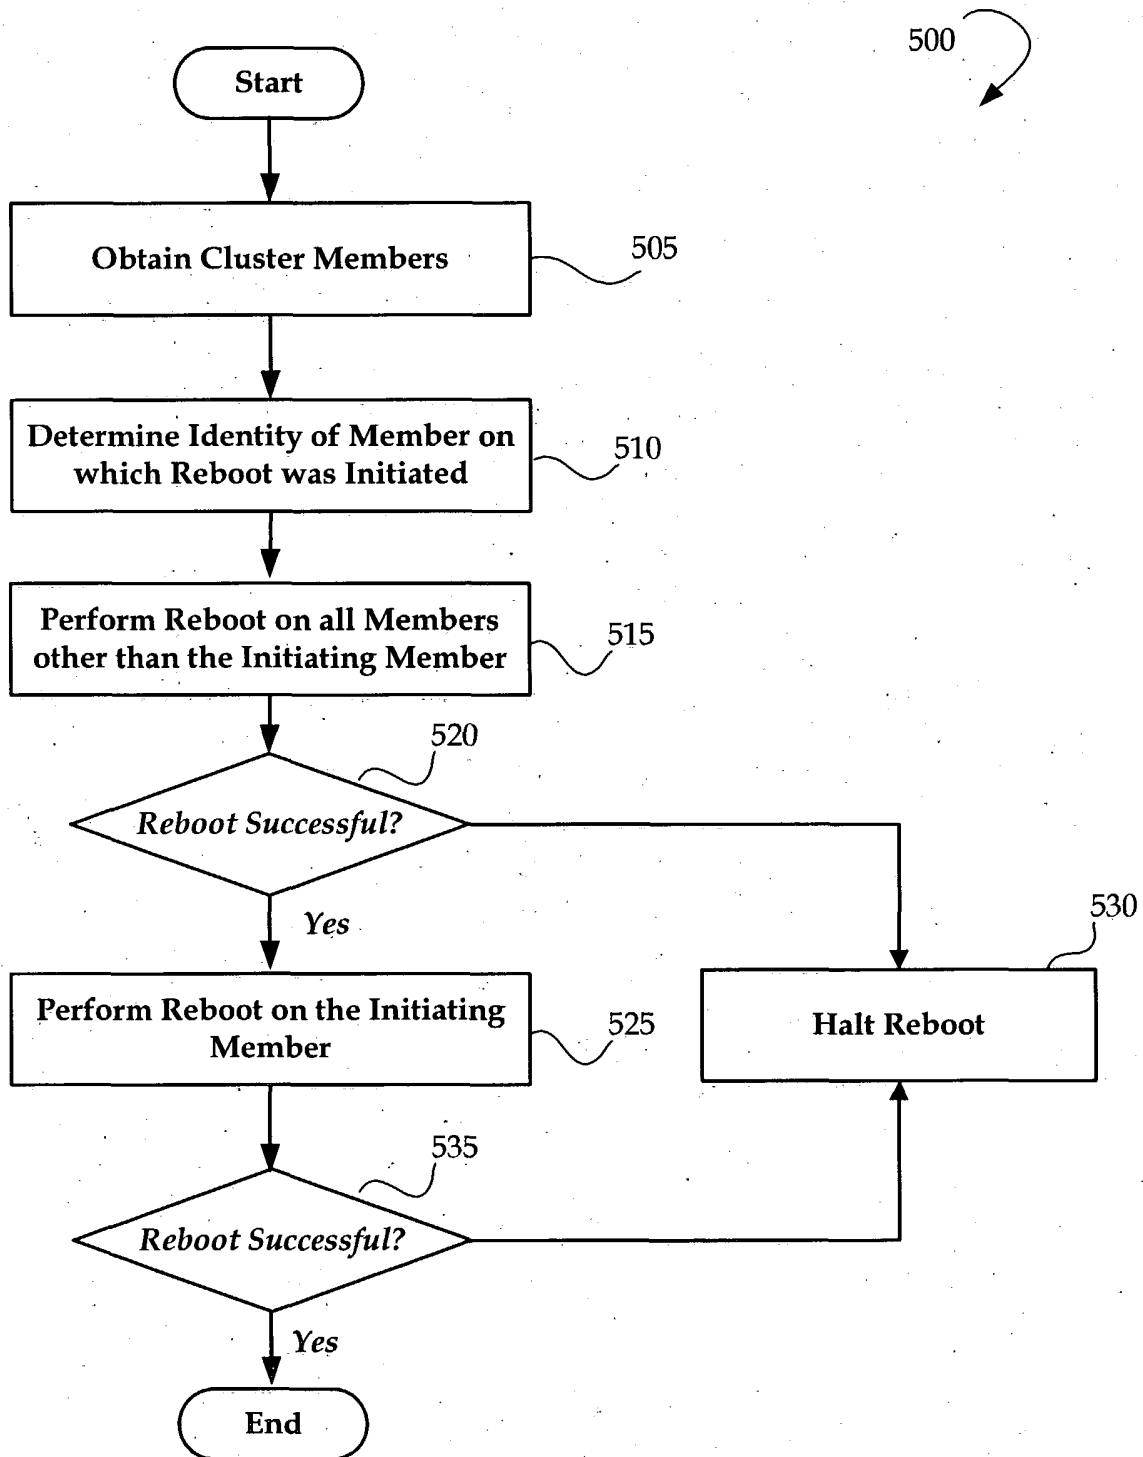 500
Start
Obtain Cluster Members
505
Determine Identity of Member on
which Reboot was Initiated
510
Perform Reboot on all Members
other than the Initiating Member
515
520
Reboot Successful?
Yes
530
Perform Reboot on the Initiating
Member
525
Halt Reboot
535
Reboot Successful?
Yes
End